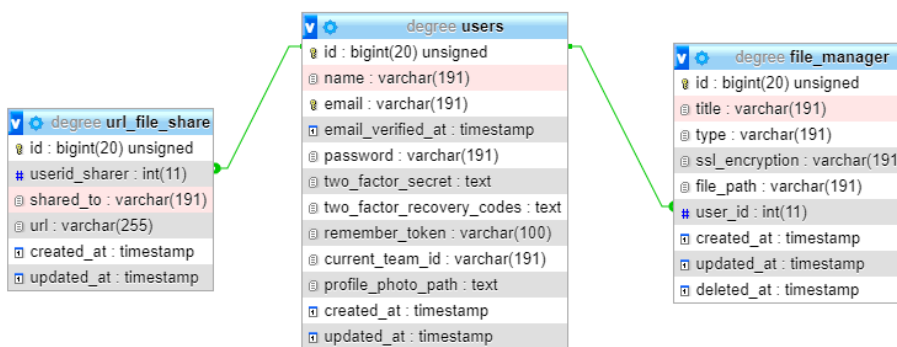 degree url_file_share
id : bigint(20) unsigned
# userid_sharer : int(11)
shared_to : varchar(191)
url : varchar(255)
created_at : timestamp
updated_at : timestamp
v degree users
id : bigint(20) unsigned
name : varchar(191)
email : varchar(191)
email_verified_at : timestamp
password : varchar(191)
two_factor_secret : text
two_factor_recovery_codes : text
remember_token : varchar(100)
current_team_id : varchar(191)
profile_photo_path : text
created_at : timestamp
updated_at : timestamp
v degree file_manager
id : bigint(20) unsigned
title : varchar(191)
type : varchar(191)
ssl_encryption : varchar(191
file_path : varchar(191)
# user_id : int(11)
created_at : timestamp
updated_at : timestamp
deleted_at : timestamp